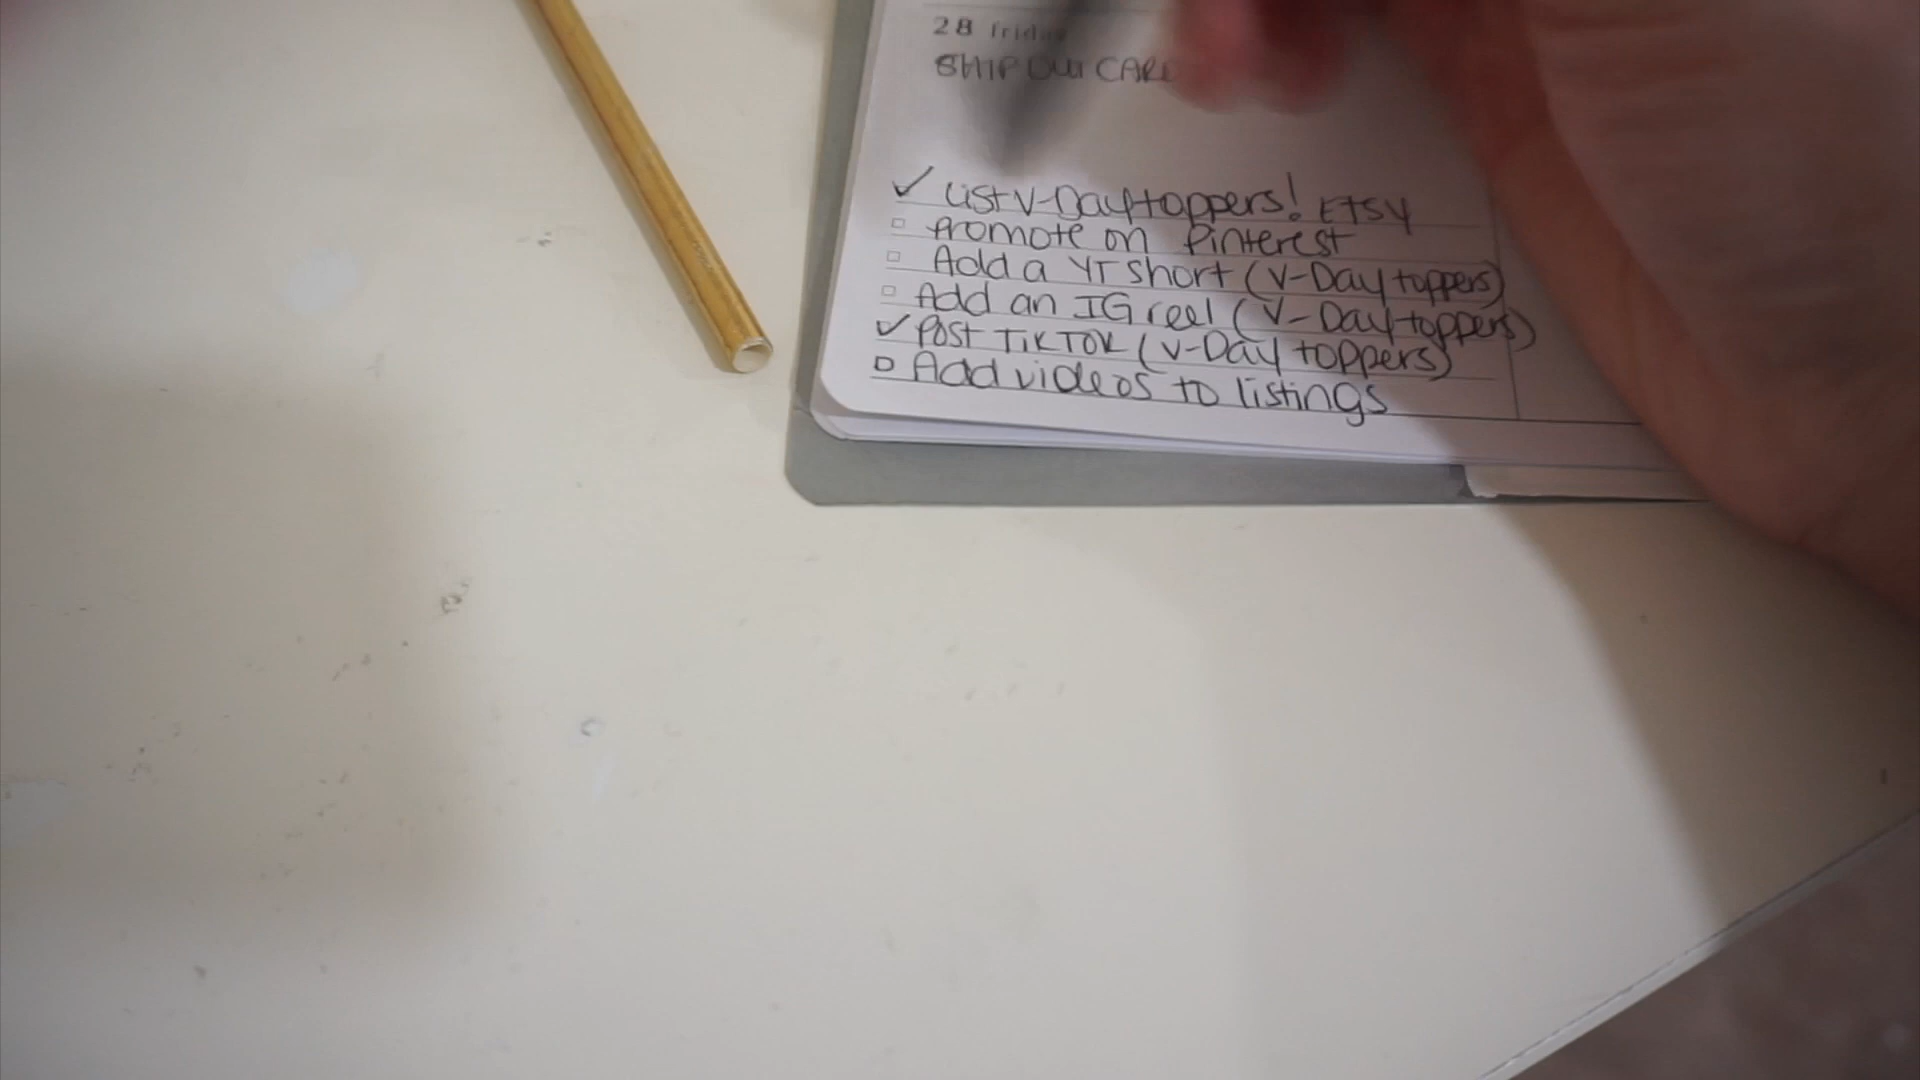 28 friday
SHIP OUT CARD
✓ List V-Day toppers! ETSY
□ Promote on Pinterest
□ Add a YT short (V-Day toppers)
□ Add an IG reel (V-Day toppers)
✓ Post TikTok (V-Day toppers)
□ Add videos to listings